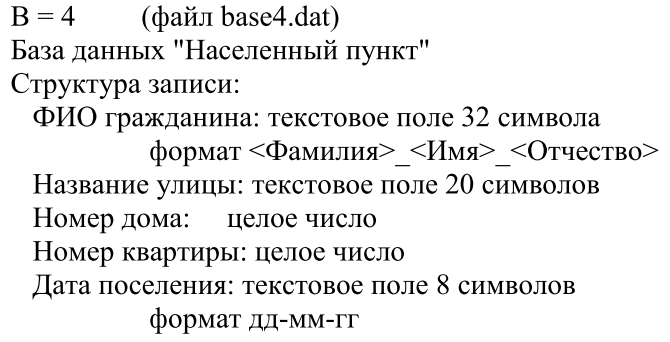 B = 4 (файл base4.dat)
База данных "Населенный пункт"
Структура записи:
ФИО гражданина: текстовое поле 32 символа
формат <Фамилия>_<Имя>_<Отчество>
Название улицы: текстовое поле 20 символов
Номер дома: целое число
Номер квартиры: целое число
Дата поселения: текстовое поле 8 символов
формат дд-мм-гг